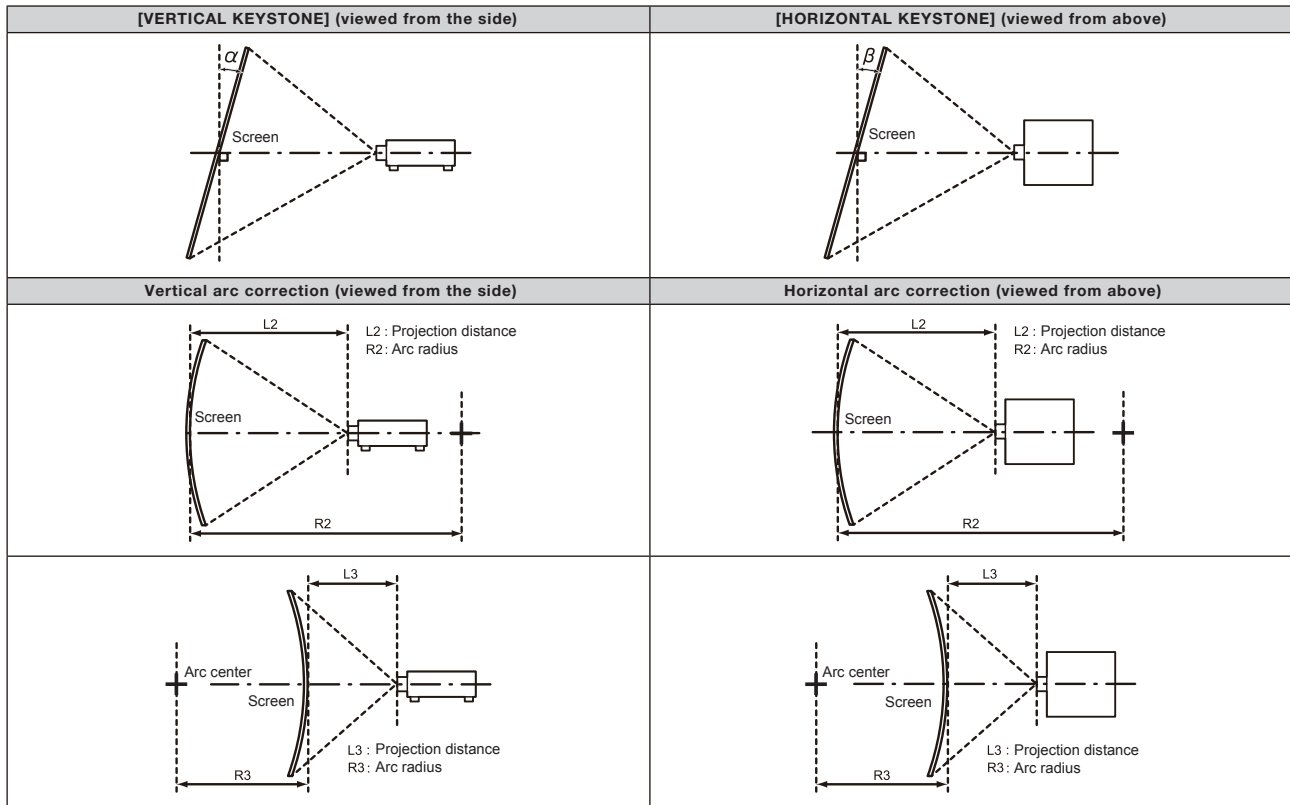 [VERTICAL KEYSTONE] (viewed from the side)
[HORIZONTAL KEYSTONE] (viewed from above)
α
Screen
β
Screen
Vertical arc correction (viewed from the side)
Horizontal arc correction (viewed from above)
L2
L2 : Projection distance
R2: Arc radius
Screen
R2
L2
L2 : Projection distance
R2: Arc radius
Screen
R2
L3
Arc center
Screen
L3 : Projection distance
R3: Arc radius
R3
L3
Arc center
Screen
L3 : Projection distance
R3: Arc radius
R3